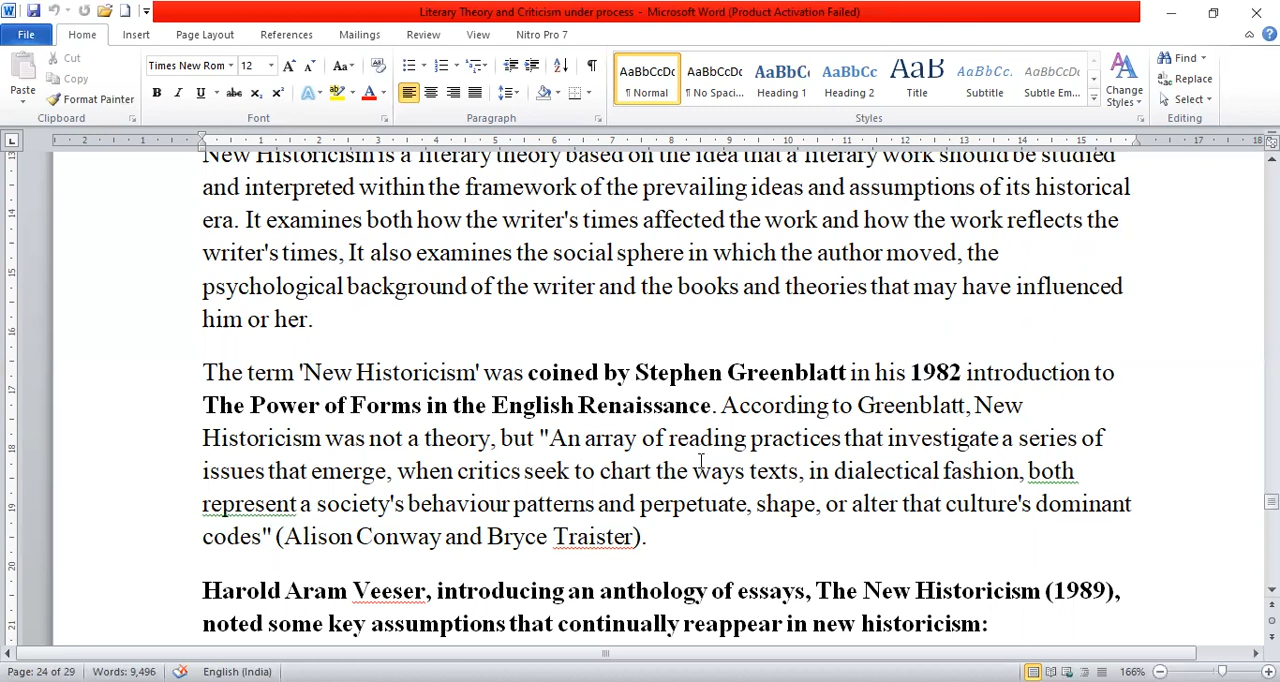 Literary Theory and Criticism under process - Microsoft Word (Product Activation Failed)
File Home Insert Page Layout References Mailings Review View Nitro Pro 7
Paste
Cut
Copy
Format Painter
Clipboard
Times New Rom 12
Font
Paragraph
AaBbCcDc AaBbCcDc AaBbC AaBbCc AaB AaBbCc. AaBbCcDc
¶ Normal ¶ No Spaci... Heading 1 Heading 2 Title Subtitle Subtle Em...
Styles
Change Styles
Find
Replace
Select
Editing
New Historicism is a literary theory based on the idea that a literary work should be studied
and interpreted within the framework of the prevailing ideas and assumptions of its historical
era. It examines both how the writer's times affected the work and how the work reflects the
writer's times, It also examines the social sphere in which the author moved, the
psychological background of the writer and the books and theories that may have influenced
him or her.
The term 'New Historicism' was coined by Stephen Greenblatt in his 1982 introduction to
The Power of Forms in the English Renaissance. According to Greenblatt, New
Historicism was not a theory, but "An array of reading practices that investigate a series of
issues that emerge, when critics seek to chart the ways texts, in dialectical fashion, both
represent a society's behaviour patterns and perpetuate, shape, or alter that culture's dominant
codes" (Alison Conway and Bryce Traister).
Harold Aram Veeser, introducing an anthology of essays, The New Historicism (1989),
noted some key assumptions that continually reappear in new historicism:
Page: 24 of 29 Words: 9,496 English (India) 166%